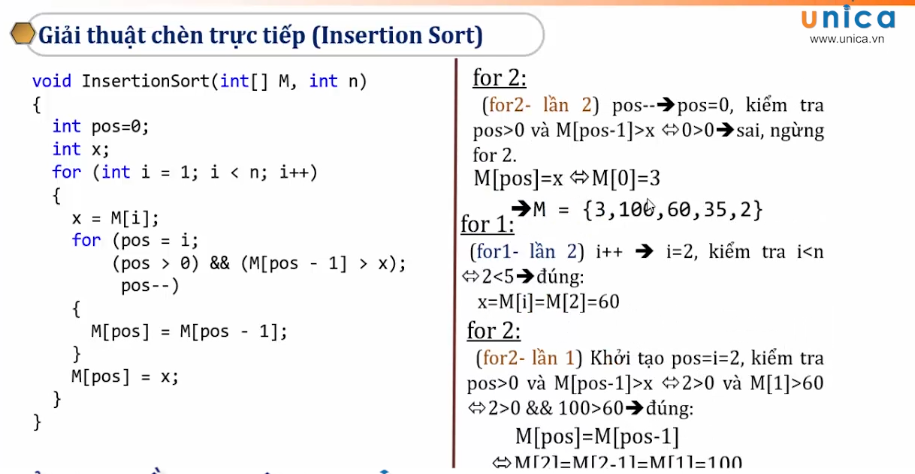 unica
www.unica.vn
Giải thuật chèn trực tiếp (Insertion Sort)
void InsertionSort(int[] M, int n)
{
int pos=0;
int x;
for (int i = 1; i < n; i++)
{
x = M[i];
for (pos = i;
(pos > 0) && (M[pos - 1] > x);
pos--)
{
M[pos] = M[pos - 1];
}
M[pos] = x;
}
}
for 2:
(for2- lần 2) pos--➔pos=0, kiểm tra
pos>0 và M[pos-1]>x ⇔0>0➔sai, ngừng
for 2.
M[pos]=x ⇔M[0]=3
➔M = {3,100,60,35,2}
for 1:
(for1- lần 2) i++ ➔ i=2, kiểm tra i<n
⇔2<5➔đúng:
x=M[i]=M[2]=60
for 2:
(for2- lần 1) Khởi tạo pos=i=2, kiểm tra
pos>0 và M[pos-1]>x ⇔2>0 và M[1]>60
⇔2>0 && 100>60➔đúng:
M[pos]=M[pos-1]
⇔M[2]=M[2-1]=M[1]=100